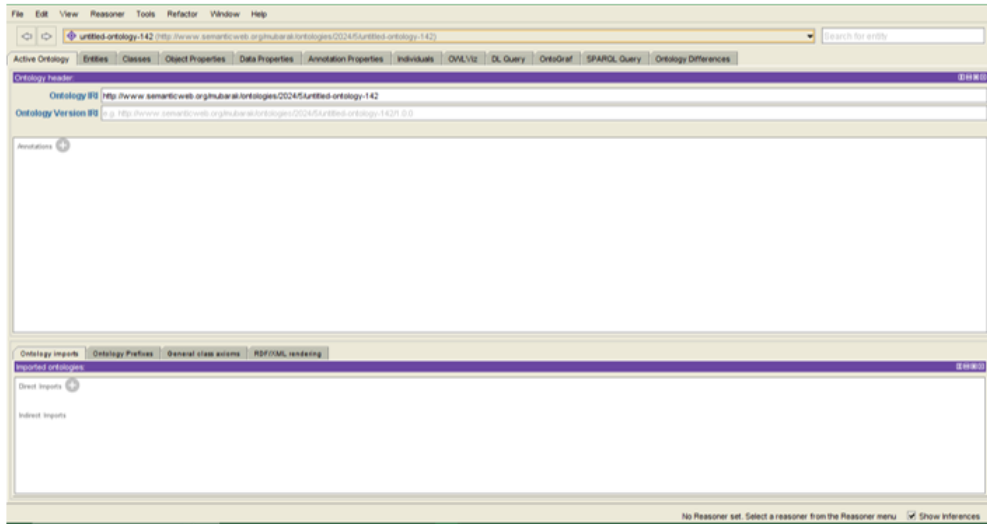 File Edit View Reasoner Tools Refactor Window Help
untitled-ontology-142 (http://www.semanticweb.org/mubarak/ontologies/2024/5/untitled-ontology-142) Search for entity
Active Ontology Entities Classes Object Properties Data Properties Annotation Properties Individuals OWLViz DL Query OntoGraf SPARQL Query Ontology Differences
Ontology header:
Ontology IRI http://www.semanticweb.org/mubarak/ontologies/2024/5/untitled-ontology-142
Ontology Version IRI e.g. http://www.semanticweb.org/mubarak/ontologies/2024/5/untitled-ontology-142/1.0.0
Annotations
Ontology imports Ontology Prefixes General class axioms RDF/XML rendering
Imported ontologies:
Direct Imports
Indirect Imports
No Reasoner set. Select a reasoner from the Reasoner menu Show Inferences